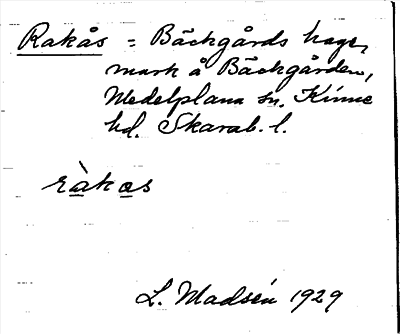 Rakås = Bäckgårds hage,
mark å Bäckgården,
Medelplana sn. Kinne
hd. Skarab. l.
ràkas
L. Madsén 1929